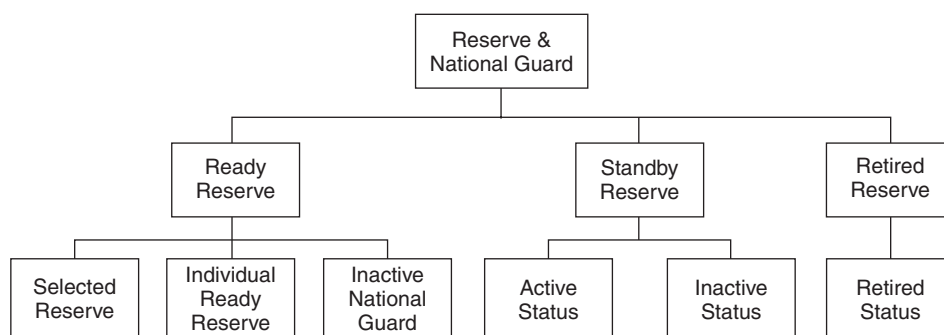 Reserve &
National Guard
Ready
Reserve
Standby
Reserve
Retired
Reserve
Selected
Reserve
Individual
Ready
Reserve
Inactive
National
Guard
Active
Status
Inactive
Status
Retired
Status